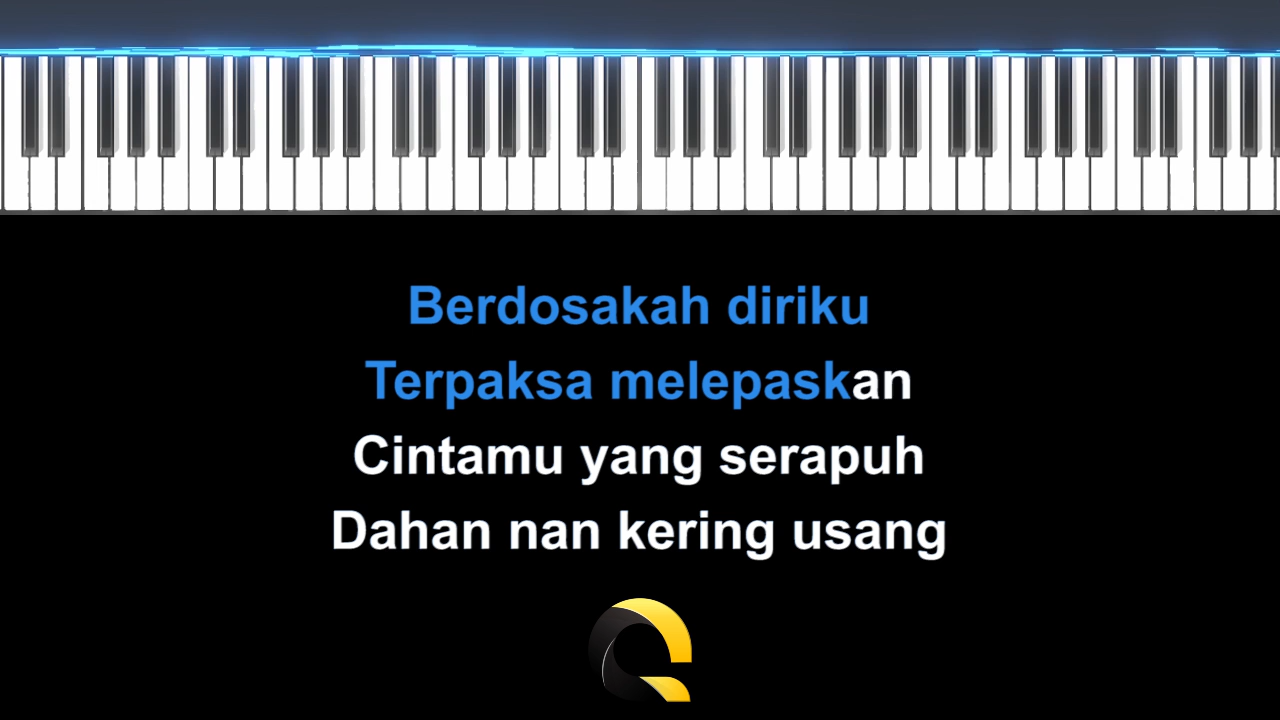 Berdosakah diriku
Terpaksa melepaskan
Cintamu yang serapuh
Dahan nan kering usang